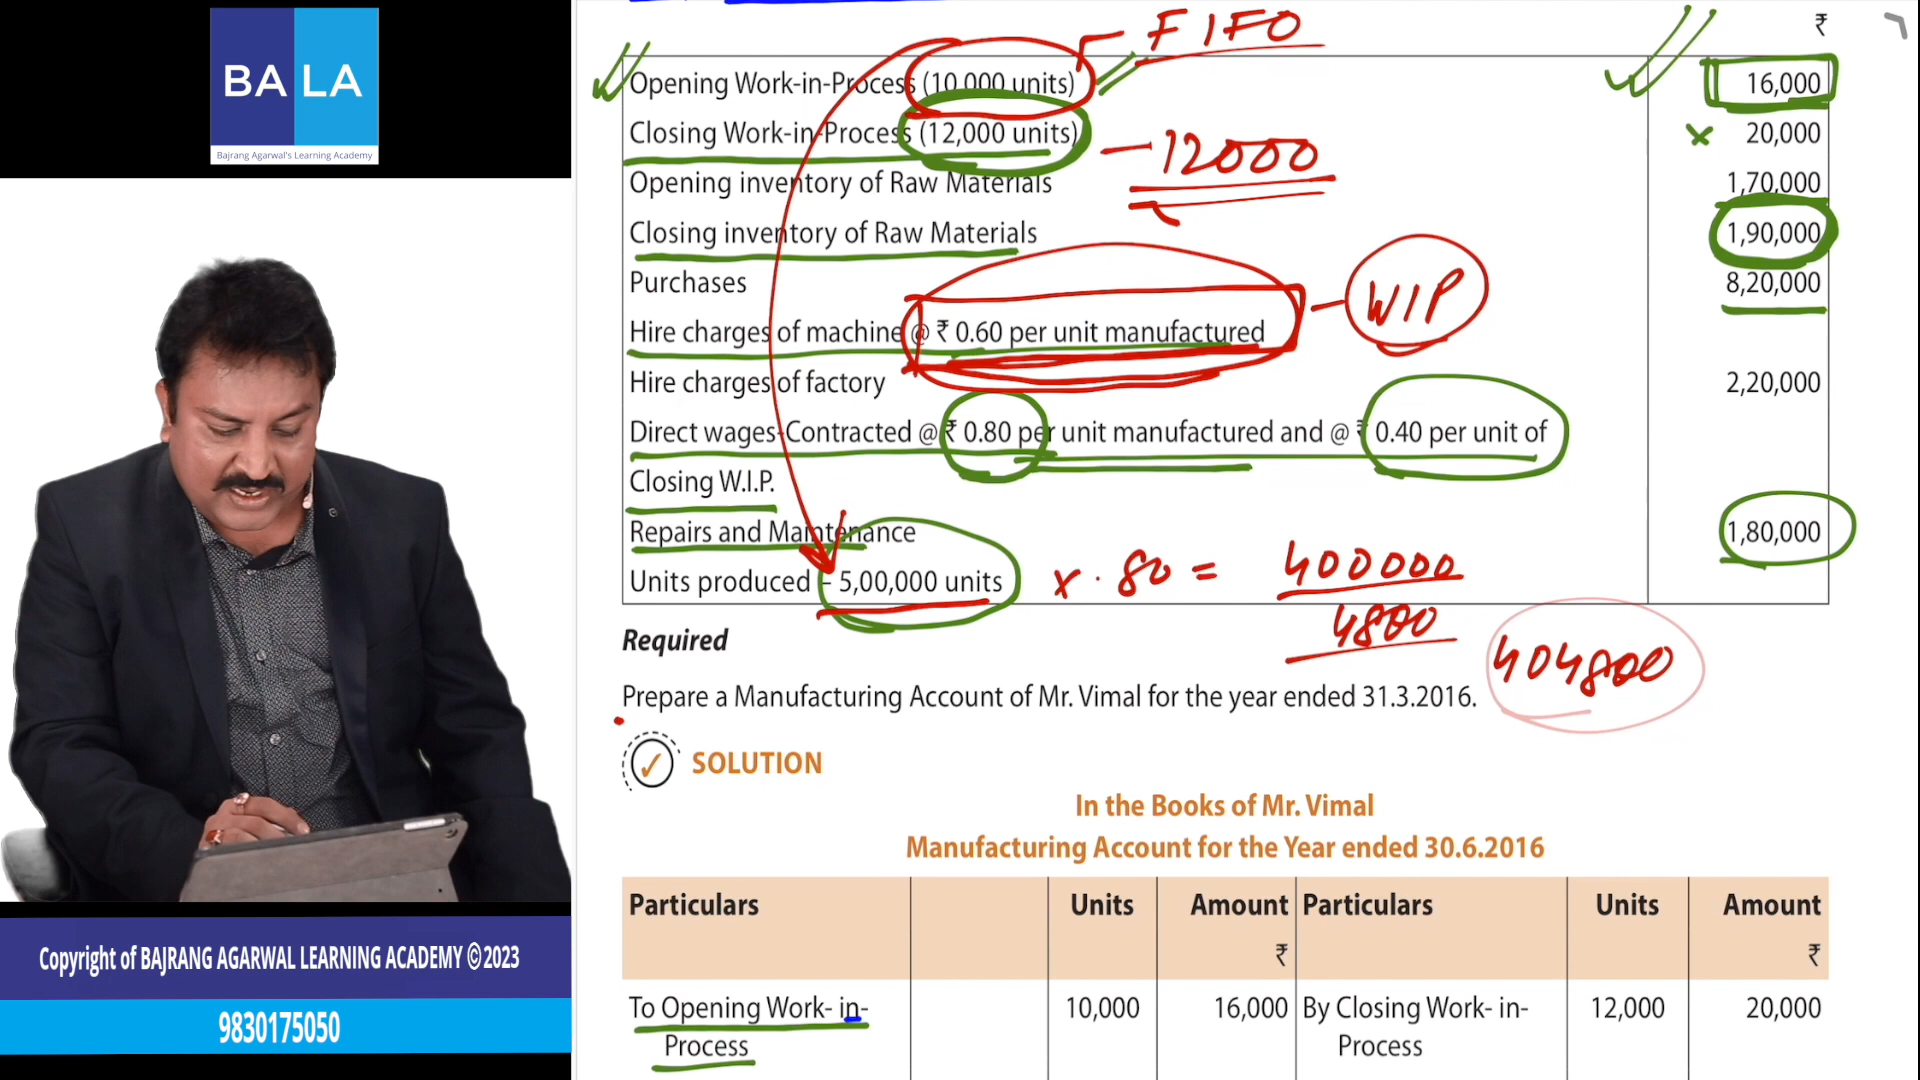 BA LA
Bajrang Agarwal's Learning Academy
FIFO
₹
Opening Work-in-Process (10,000 units) 16,000
Closing Work-in-Process (12,000 units) x 20,000
- 12000
Opening inventory of Raw Materials 1,70,000
Closing inventory of Raw Materials 1,90,000
Purchases 8,20,000
Hire charges of machine @ ₹ 0.60 per unit manufactured - WIP
Hire charges of factory 2,20,000
Direct wages-Contracted @ ₹ 0.80 per unit manufactured and @ ₹ 0.40 per unit of
Closing W.I.P.
Repairs and Maintenance 1,80,000
Units produced – 5,00,000 units x .80 = 400000
4800
404800
Required
Prepare a Manufacturing Account of Mr. Vimal for the year ended 31.3.2016.
SOLUTION
In the Books of Mr. Vimal
Manufacturing Account for the Year ended 30.6.2016
Particulars Units Amount Particulars Units Amount
₹ ₹
To Opening Work- in- 10,000 16,000 By Closing Work- in- 12,000 20,000
Process Process
Copyright of BAJRANG AGARWAL LEARNING ACADEMY ©2023
9830175050